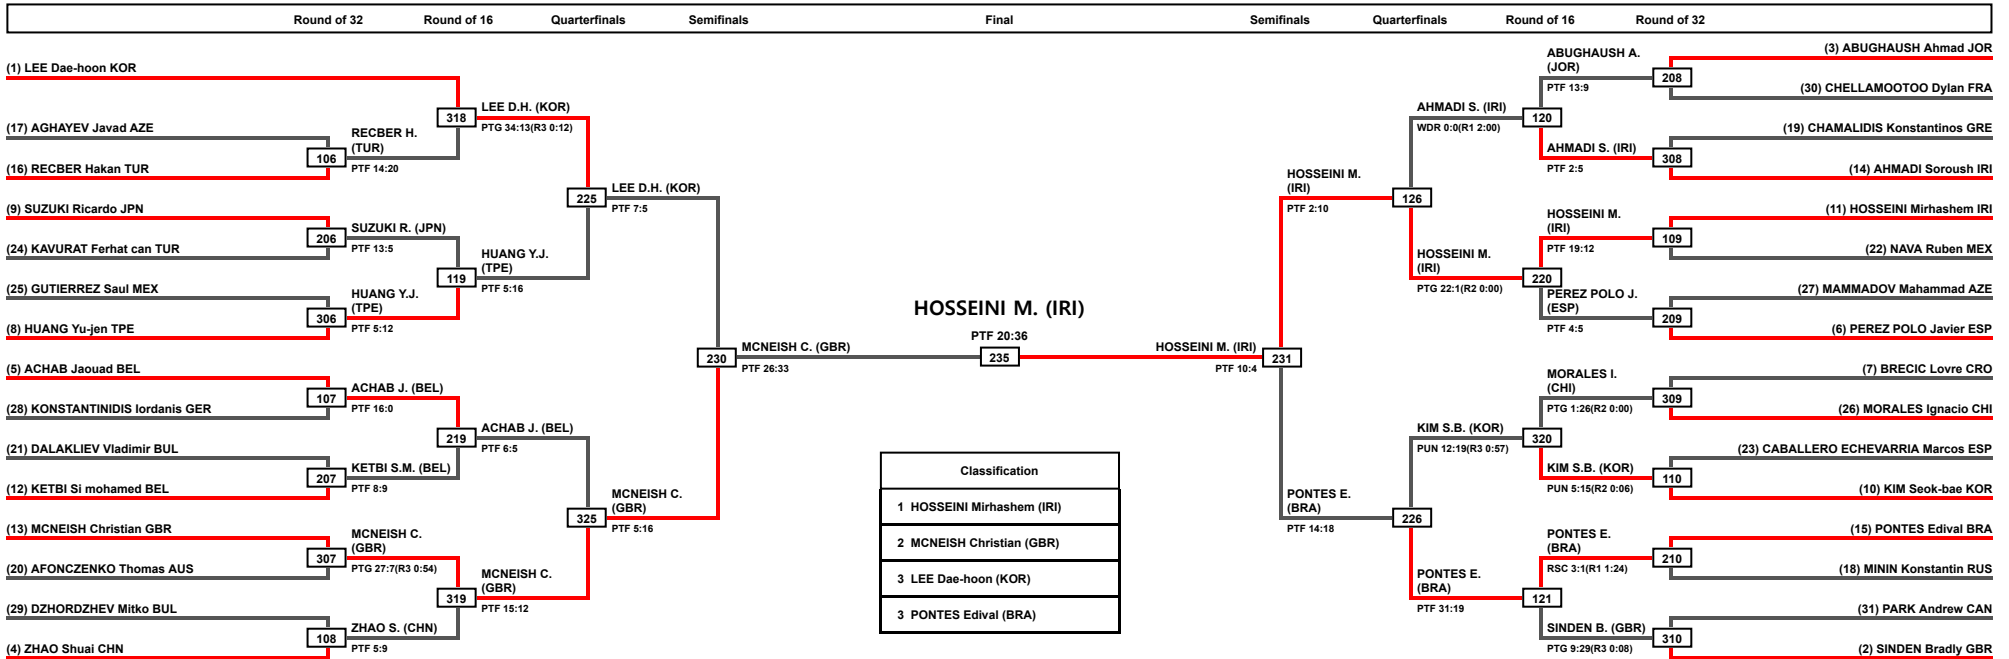 Round of 32
Round of 16
Quarterfinals
Semifinals
Final
Semifinals
Quarterfinals
Round of 16
Round of 32
(1) LEE Dae-hoon KOR
(17) AGHAYEV Javad AZE
(16) RECBER Hakan TUR
(9) SUZUKI Ricardo JPN
(24) KAVURAT Ferhat can TUR
(25) GUTIERREZ Saul MEX
(8) HUANG Yu-jen TPE
(5) ACHAB Jaouad BEL
(28) KONSTANTINIDIS Iordanis GER
(21) DALAKLIEV Vladimir BUL
(12) KETBI Si mohamed BEL
(13) MCNEISH Christian GBR
(20) AFONCZENKO Thomas AUS
(29) DZHORDZHEV Mitko BUL
(4) ZHAO Shuai CHN
106
206
306
107
207
307
108
RECBER H.
(TUR)
PTF 14:20
SUZUKI R. (JPN)
PTF 13:5
HUANG Y.J.
(TPE)
PTF 5:12
ACHAB J. (BEL)
PTF 16:0
KETBI S.M. (BEL)
PTF 8:9
MCNEISH C.
(GBR)
PTG 27:7(R3 0:54)
ZHAO S. (CHN)
PTF 5:9
318
119
219
319
LEE D.H. (KOR)
PTG 34:13(R3 0:12)
HUANG Y.J.
(TPE)
PTF 5:16
ACHAB J. (BEL)
PTF 6:5
MCNEISH C.
(GBR)
PTF 15:12
225
325
LEE D.H. (KOR)
PTF 7:5
MCNEISH C.
(GBR)
PTF 5:16
230
MCNEISH C. (GBR)
PTF 26:33
HOSSEINI M. (IRI)
PTF 20:36
235
HOSSEINI M. (IRI)
PTF 10:4
231
Classification
1 HOSSEINI Mirhashem (IRI)
2 MCNEISH Christian (GBR)
3 LEE Dae-hoon (KOR)
3 PONTES Edival (BRA)
HOSSEINI M.
(IRI)
PTF 2:10
PONTES E.
(BRA)
PTF 14:18
126
226
AHMADI S. (IRI)
WDR 0:0(R1 2:00)
HOSSEINI M.
(IRI)
PTG 22:1(R2 0:00)
KIM S.B. (KOR)
PUN 12:19(R3 0:57)
PONTES E.
(BRA)
PTF 31:19
120
220
320
121
ABUGHAUSH A.
(JOR)
PTF 13:9
AHMADI S. (IRI)
PTF 2:5
HOSSEINI M.
(IRI)
PTF 19:12
PEREZ POLO J.
(ESP)
PTF 4:5
MORALES I.
(CHI)
PTG 1:26(R2 0:00)
KIM S.B. (KOR)
PUN 5:15(R2 0:06)
PONTES E.
(BRA)
RSC 3:1(R1 1:24)
SINDEN B. (GBR)
PTG 9:29(R3 0:08)
208
308
109
209
309
110
210
310
(3) ABUGHAUSH Ahmad JOR
(30) CHELLAMOOTOO Dylan FRA
(19) CHAMALIDIS Konstantinos GRE
(14) AHMADI Soroush IRI
(11) HOSSEINI Mirhashem IRI
(22) NAVA Ruben MEX
(27) MAMMADOV Mahammad AZE
(6) PEREZ POLO Javier ESP
(7) BRECIC Lovre CRO
(26) MORALES Ignacio CHI
(23) CABALLERO ECHEVARRIA Marcos ESP
(10) KIM Seok-bae KOR
(15) PONTES Edival BRA
(18) MININ Konstantin RUS
(31) PARK Andrew CAN
(2) SINDEN Bradly GBR